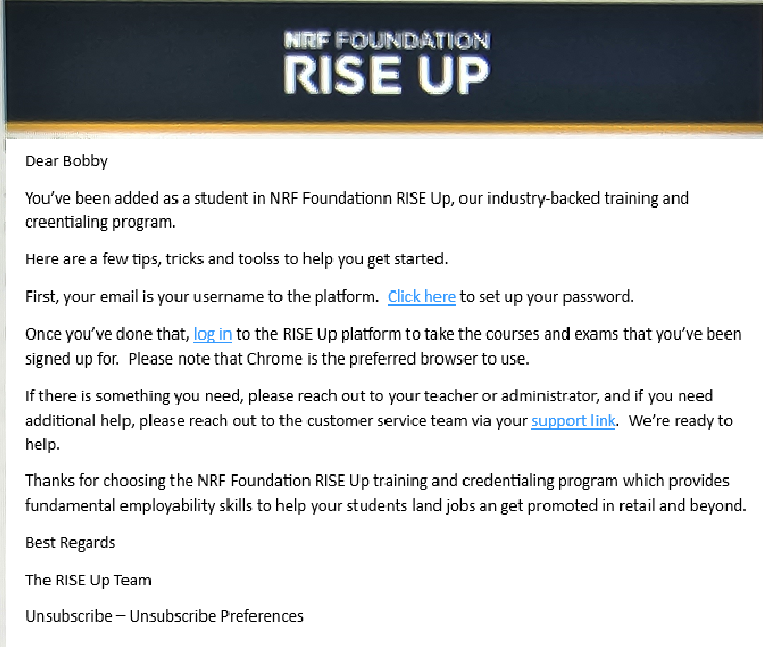 NRF FOUNDATION
RISE UP
Dear Bobby
You've been added as a student in NRF Foundationn RISE Up, our industry-backed training and
creentialing program.
Here are a few tips, tricks and toolss to help you get started.
First, your email is your username to the platform.  Click here to set up your password.
Once you've done that, log in to the RISE Up platform to take the courses and exams that you've been
signed up for.  Please note that Chrome is the preferred browser to use.
If there is something you need, please reach out to your teacher or administrator, and if you need
additional help, please reach out to the customer service team via your support link.  We're ready to
help.
Thanks for choosing the NRF Foundation RISE Up training and credentialing program which provides
fundamental employability skills to help your students land jobs an get promoted in retail and beyond.
Best Regards
The RISE Up Team
Unsubscribe – Unsubscribe Preferences